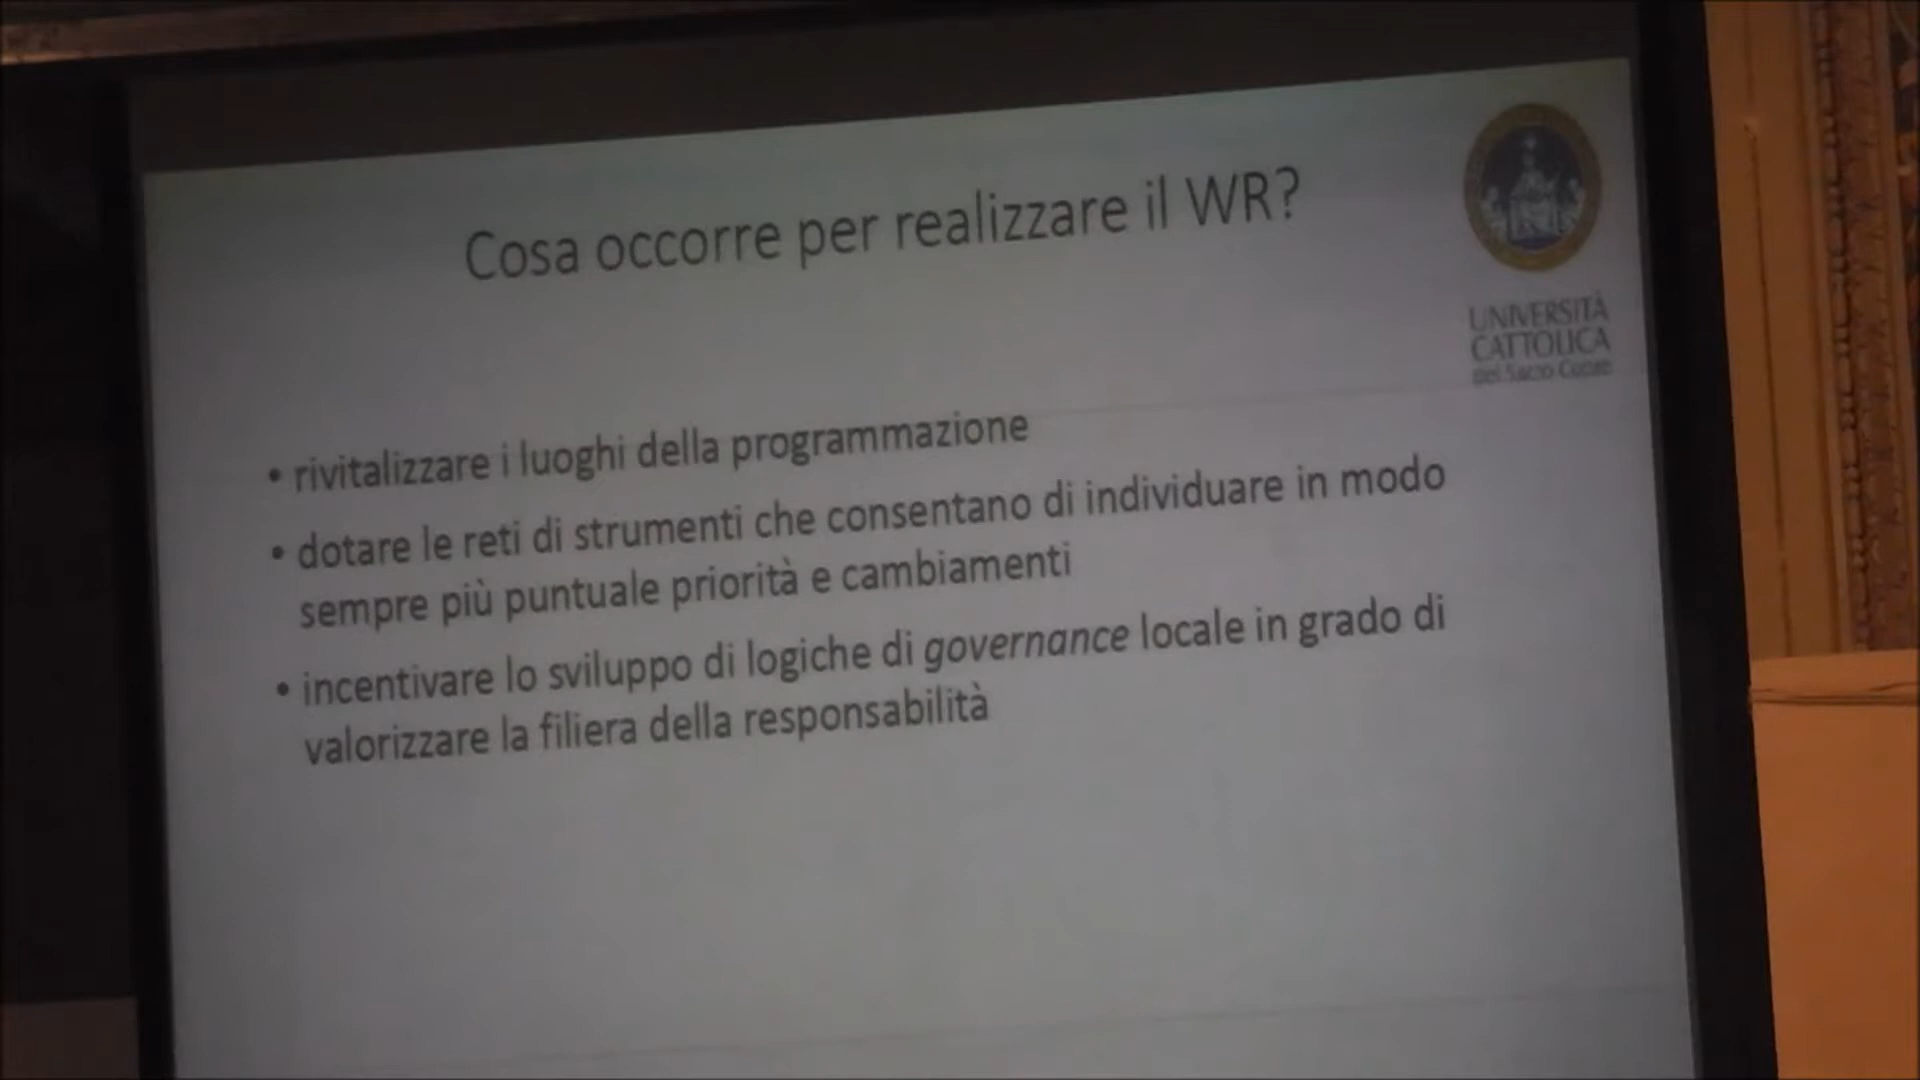 Cosa occorre per realizzare il WR?
UNIVERSITÀ
CATTOLICA
del Sacro Cuore
• rivitalizzare i luoghi della programmazione
• dotare le reti di strumenti che consentano di individuare in modo
sempre più puntuale priorità e cambiamenti
• incentivare lo sviluppo di logiche di governance locale in grado di
valorizzare la filiera della responsabilità